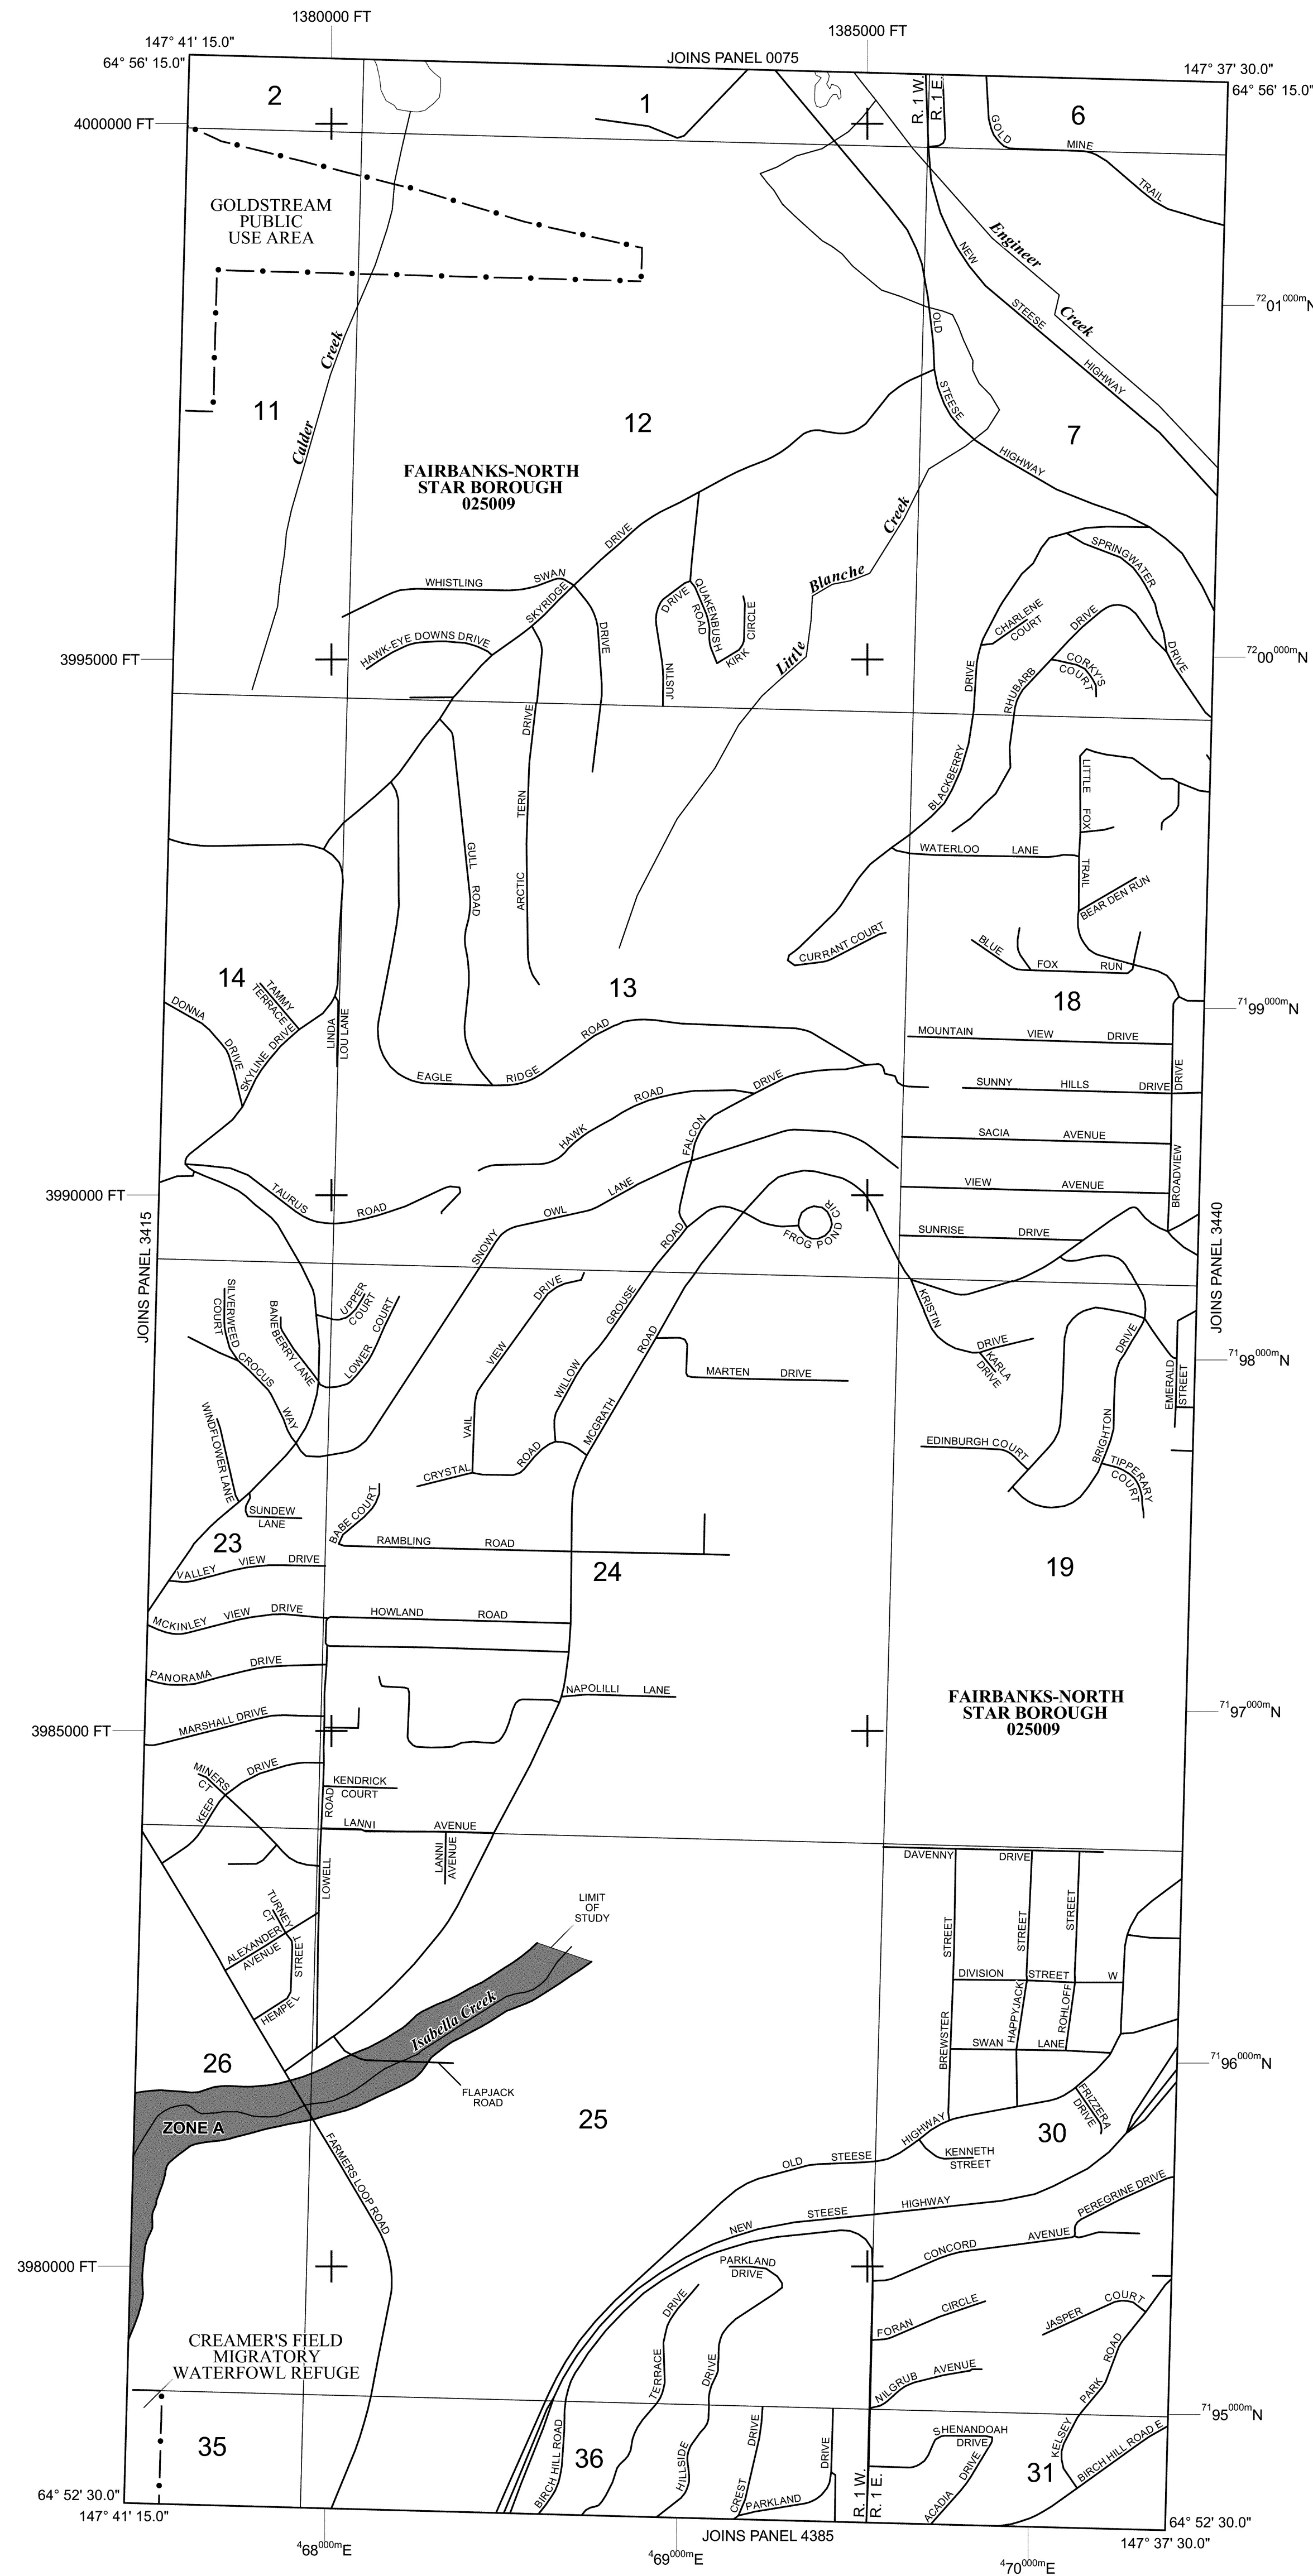 1380000 FT
1385000 FT
147° 41' 15.0"
64° 56' 15.0"
JOINS PANEL 0075
147° 37' 30.0"
64° 56' 15.0"
4000000 FT
2
1
R. 1 W.
R. 1 E.
6
GOLD
MINE
TRAIL
GOLDSTREAM
PUBLIC
USE AREA
Engineer
Creek
NEW
STEESE
HIGHWAY
7201000mN
Creek
Calder
11
12
OLD
STEESE
HIGHWAY
7
FAIRBANKS-NORTH
STAR BOROUGH
025009
Creek
Blanche
Little
DRIVE
SKYRIDGE
WHISTLING
SWAN
DRIVE
HAWK-EYE DOWNS DRIVE
JUSTIN
DRIVE
QUAKENBUSH
ROAD
KIRK
CIRCLE
SPRINGWATER
DRIVE
CHARLENE
COURT
RHUBARB
DRIVE
CORKY'S
COURT
3995000 FT
7200000mN
BLACKBERRY
DRIVE
ARCTIC
TERN
DRIVE
GULL
ROAD
LITTLE
FOX
TRAIL
WATERLOO
LANE
BEAR DEN RUN
CURRANT COURT
BLUE
FOX
RUN
14
13
18
7199000mN
DONNA
DRIVE
TAMMY
TERRACE
SKYLINE DRIVE
LINDA
LOU LANE
EAGLE
RIDGE
ROAD
MOUNTAIN
VIEW
DRIVE
SUNNY
HILLS
DRIVE
BROADVIEW
DRIVE
HAWK
ROAD
FALCON
DRIVE
SACIA
AVENUE
VIEW
AVENUE
3990000 FT
TAURUS
ROAD
SNOWY
OWL
LANE
FROG POND CIR
SUNRISE
DRIVE
JOINS PANEL 3415
JOINS PANEL 3440
SILVERWEED
COURT
BANEBERRY LANE
UPPER
COURT
LOWER
COURT
CROCUS
WAY
VAIL
VIEW
DRIVE
WILLOW
GROUSE
ROAD
MCGRATH
ROAD
MARTEN
DRIVE
KRISTIN
DRIVE
KARLA
DRIVE
EMERALD
STREET
7198000mN
WINDFLOWER LANE
CRYSTAL
ROAD
EDINBURGH COURT
BRIGHTON
DRIVE
TIPPERARY
COURT
SUNDEW
LANE
BABE COURT
23
RAMBLING
ROAD
24
19
VALLEY
VIEW
DRIVE
MCKINLEY
VIEW
DRIVE
HOWLAND
ROAD
PANORAMA
DRIVE
NAPOLILLI
LANE
FAIRBANKS-NORTH
STAR BOROUGH
025009
7197000mN
MARSHALL DRIVE
3985000 FT
MINERS
CT
KEEP
DRIVE
KENDRICK
COURT
LOWELL
ROAD
LANNI
AVENUE
LANNI
AVENUE
DAVENNY
DRIVE
TURNEY
CT
ALEXANDER
AVENUE
HEMPEL
STREET
LIMIT
OF
STUDY
BREWSTER
STREET
HAPPYJACK
STREET
ROHLOFF
STREET
DIVISION
STREET
W
SWAN
LANE
Isabella Creek
26
FLAPJACK
ROAD
7196000mN
ZONE A
25
FARMERS LOOP ROAD
FRIZZERA
DRIVE
30
KENNETH
STREET
OLD
STEESE
HIGHWAY
NEW
STEESE
HIGHWAY
PEREGRINE DRIVE
CONCORD
AVENUE
3980000 FT
PARKLAND
DRIVE
TERRACE
DRIVE
HILLSIDE
DRIVE
FORAN
CIRCLE
JASPER
COURT
CREAMER'S FIELD
MIGRATORY
WATERFOWL REFUGE
NILGRUB
AVENUE
KELSEY
PARK
ROAD
7195000mN
35
36
BIRCH HILL ROAD
CREST
DRIVE
PARKLAND
DRIVE
SHENANDOAH
DRIVE
ACADIA
DRIVE
31
BIRCH HILL ROAD E
R. 1 W.
R. 1 E.
64° 52' 30.0"
147° 41' 15.0"
JOINS PANEL 4385
64° 52' 30.0"
147° 37' 30.0"
468000mE
469000mE
470000mE